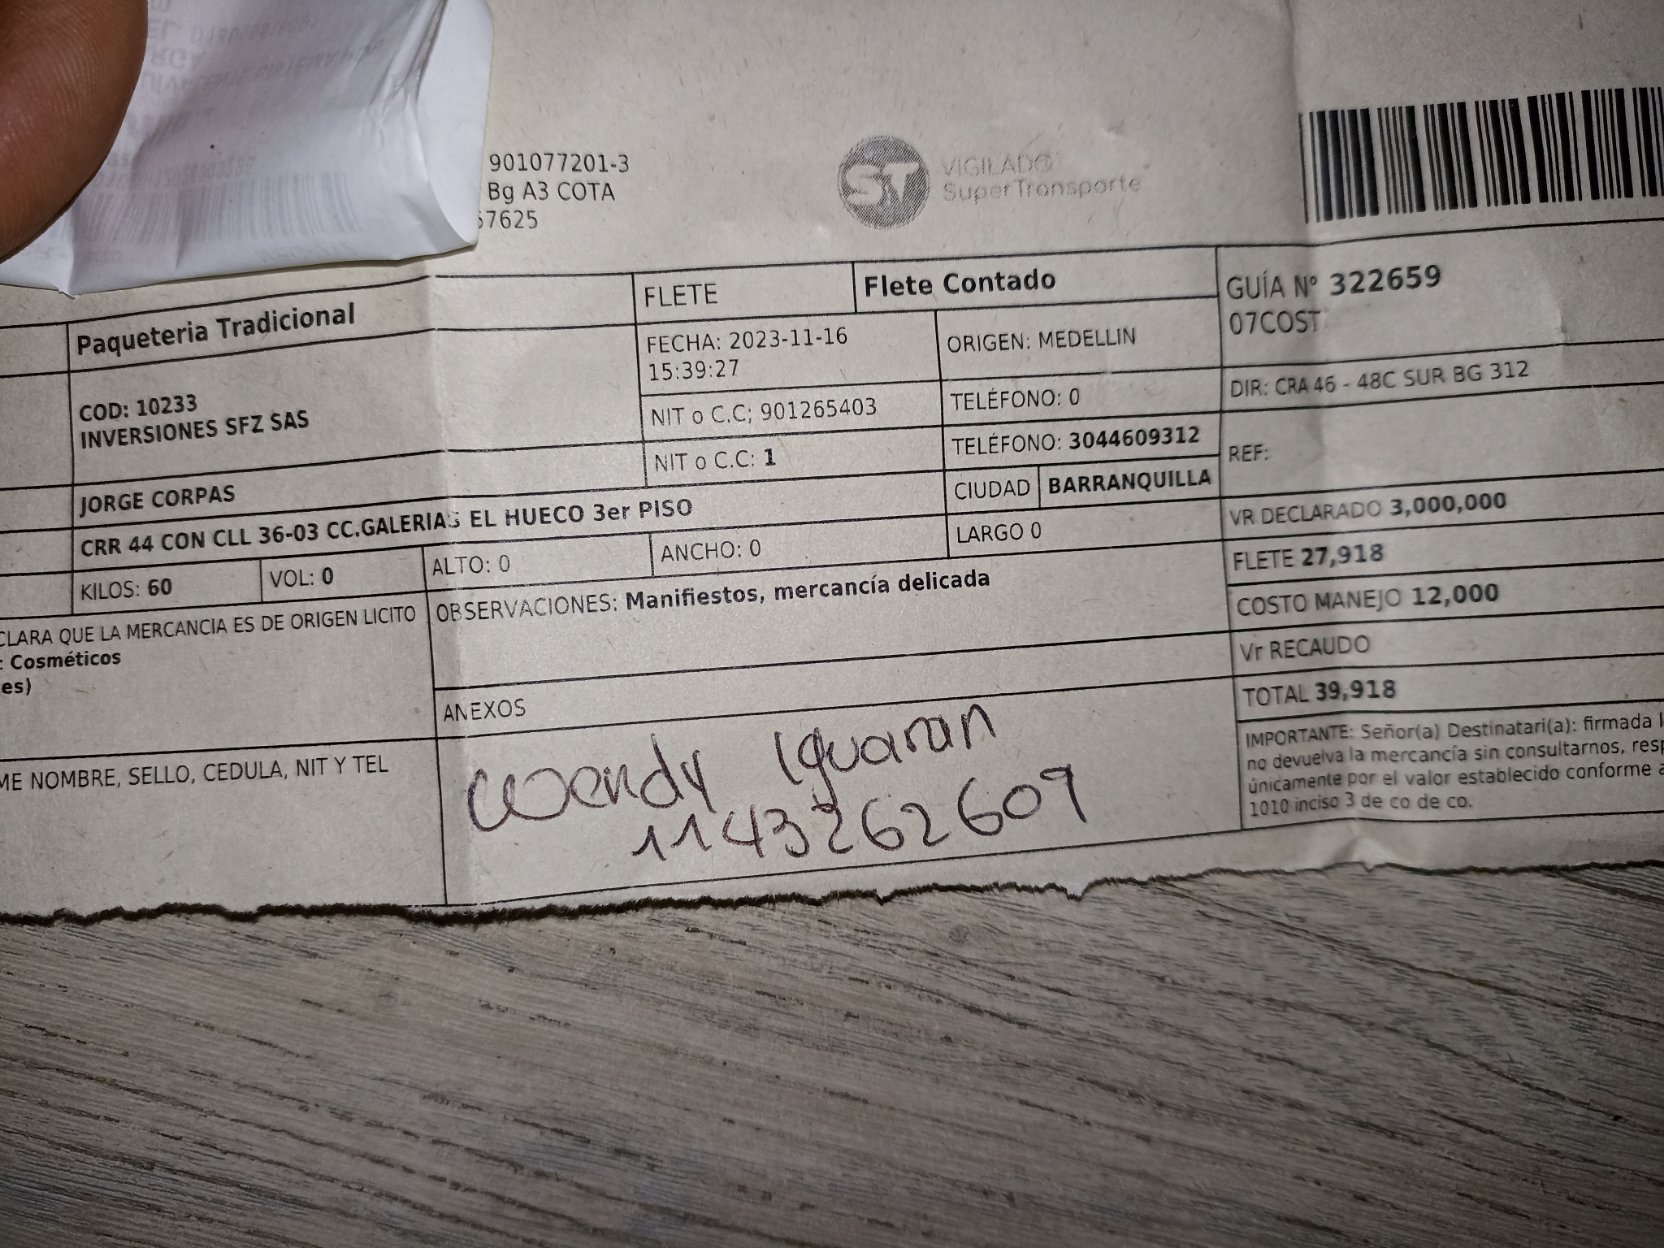 901077201-3
Bg A3 COTA
57625
ST VIGILADO
SuperTransporte
Paqueteria Tradicional
FLETE
Flete Contado
GUÍA Nº 322659
07COST
COD: 10233
INVERSIONES SFZ SAS
FECHA: 2023-11-16
15:39:27
ORIGEN: MEDELLIN
DIR: CRA 46 - 48C SUR BG 312
NIT o C.C; 901265403
TELÉFONO: 0
JORGE CORPAS
NIT o C.C: 1
TELÉFONO: 3044609312
REF:
CRR 44 CON CLL 36-03 CC.GALERIAS EL HUECO 3er PISO
CIUDAD BARRANQUILLA
VR DECLARADO 3,000,000
KILOS: 60
VOL: 0
ALTO: 0
ANCHO: 0
LARGO 0
FLETE 27,918
CLARA QUE LA MERCANCIA ES DE ORIGEN LICITO
: Cosméticos
es)
OBSERVACIONES: Manifiestos, mercancía delicada
COSTO MANEJO 12,000
Vr RECAUDO
ANEXOS
TOTAL 39,918
ME NOMBRE, SELLO, CEDULA, NIT Y TEL
Wendy Iguaran
1143262609
IMPORTANTE: Señor(a) Destinatari(a): firmada l
no devuelva la mercancía sin consultarnos, resp
únicamente por el valor establecido conforme a
1010 inciso 3 de co de co.